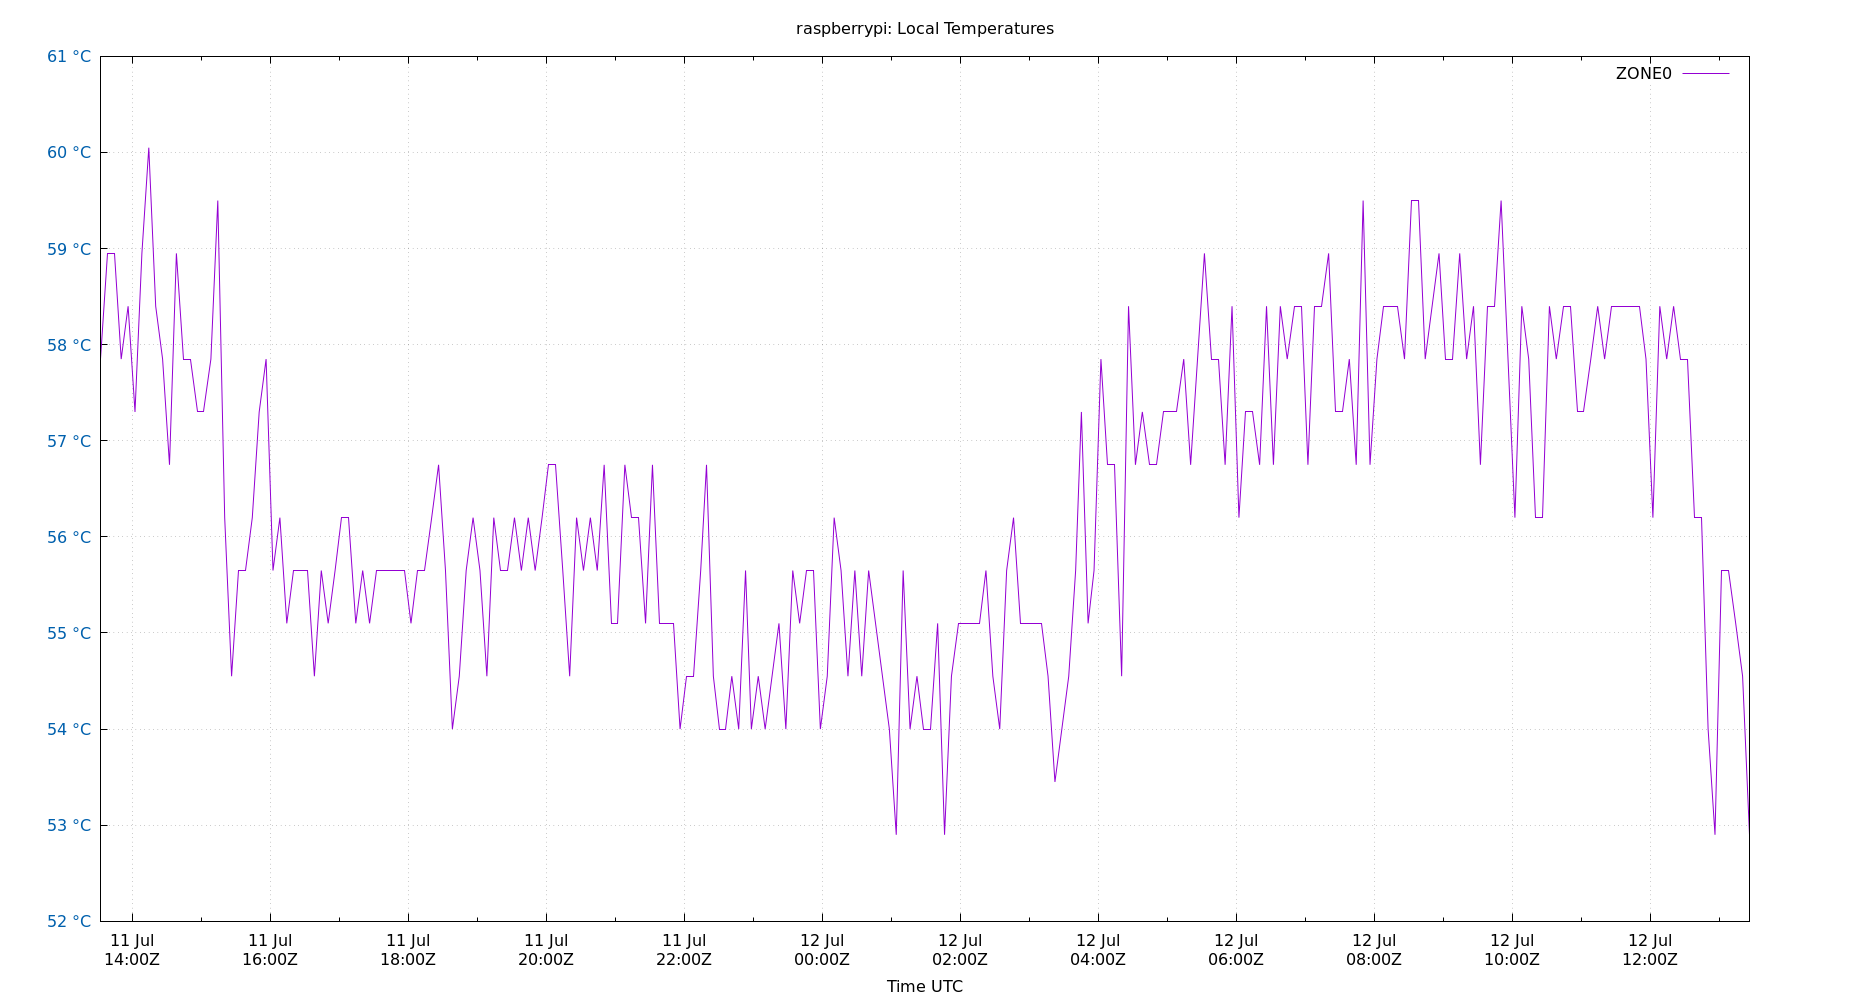 raspberrypi: Local Temperatures
61 °C
ZONE0
60 °C
59 °C
58 °C
57 °C
56 °C
55 °C
54 °C
53 °C
52 °C
11 Jul 11 Jul 11 Jul 11 Jul 11 Jul 12 Jul 12 Jul 12 Jul 12 Jul 12 Jul 12 Jul 12 Jul
14:00Z 16:00Z 18:00Z 20:00Z 22:00Z 00:00Z 02:00Z 04:00Z 06:00Z 08:00Z 10:00Z 12:00Z
Time UTC